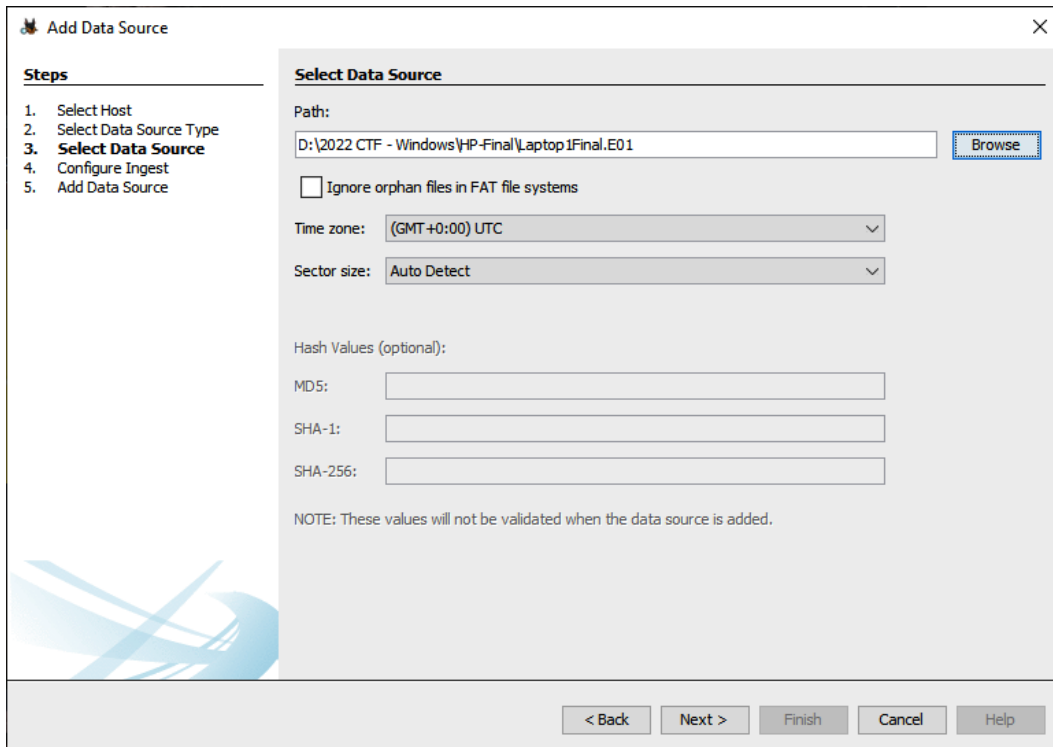 Add Data Source
Steps
1. Select Host
2. Select Data Source Type
3. Select Data Source
4. Configure Ingest
5. Add Data Source
Select Data Source
Path:
D:\2022 CTF - Windows\HP-Final\Laptop1Final.E01
Browse
Ignore orphan files in FAT file systems
Time zone: (GMT+0:00) UTC
Sector size: Auto Detect
Hash Values (optional):
MD5:
SHA-1:
SHA-256:
NOTE: These values will not be validated when the data source is added.
< Back Next > Finish Cancel Help